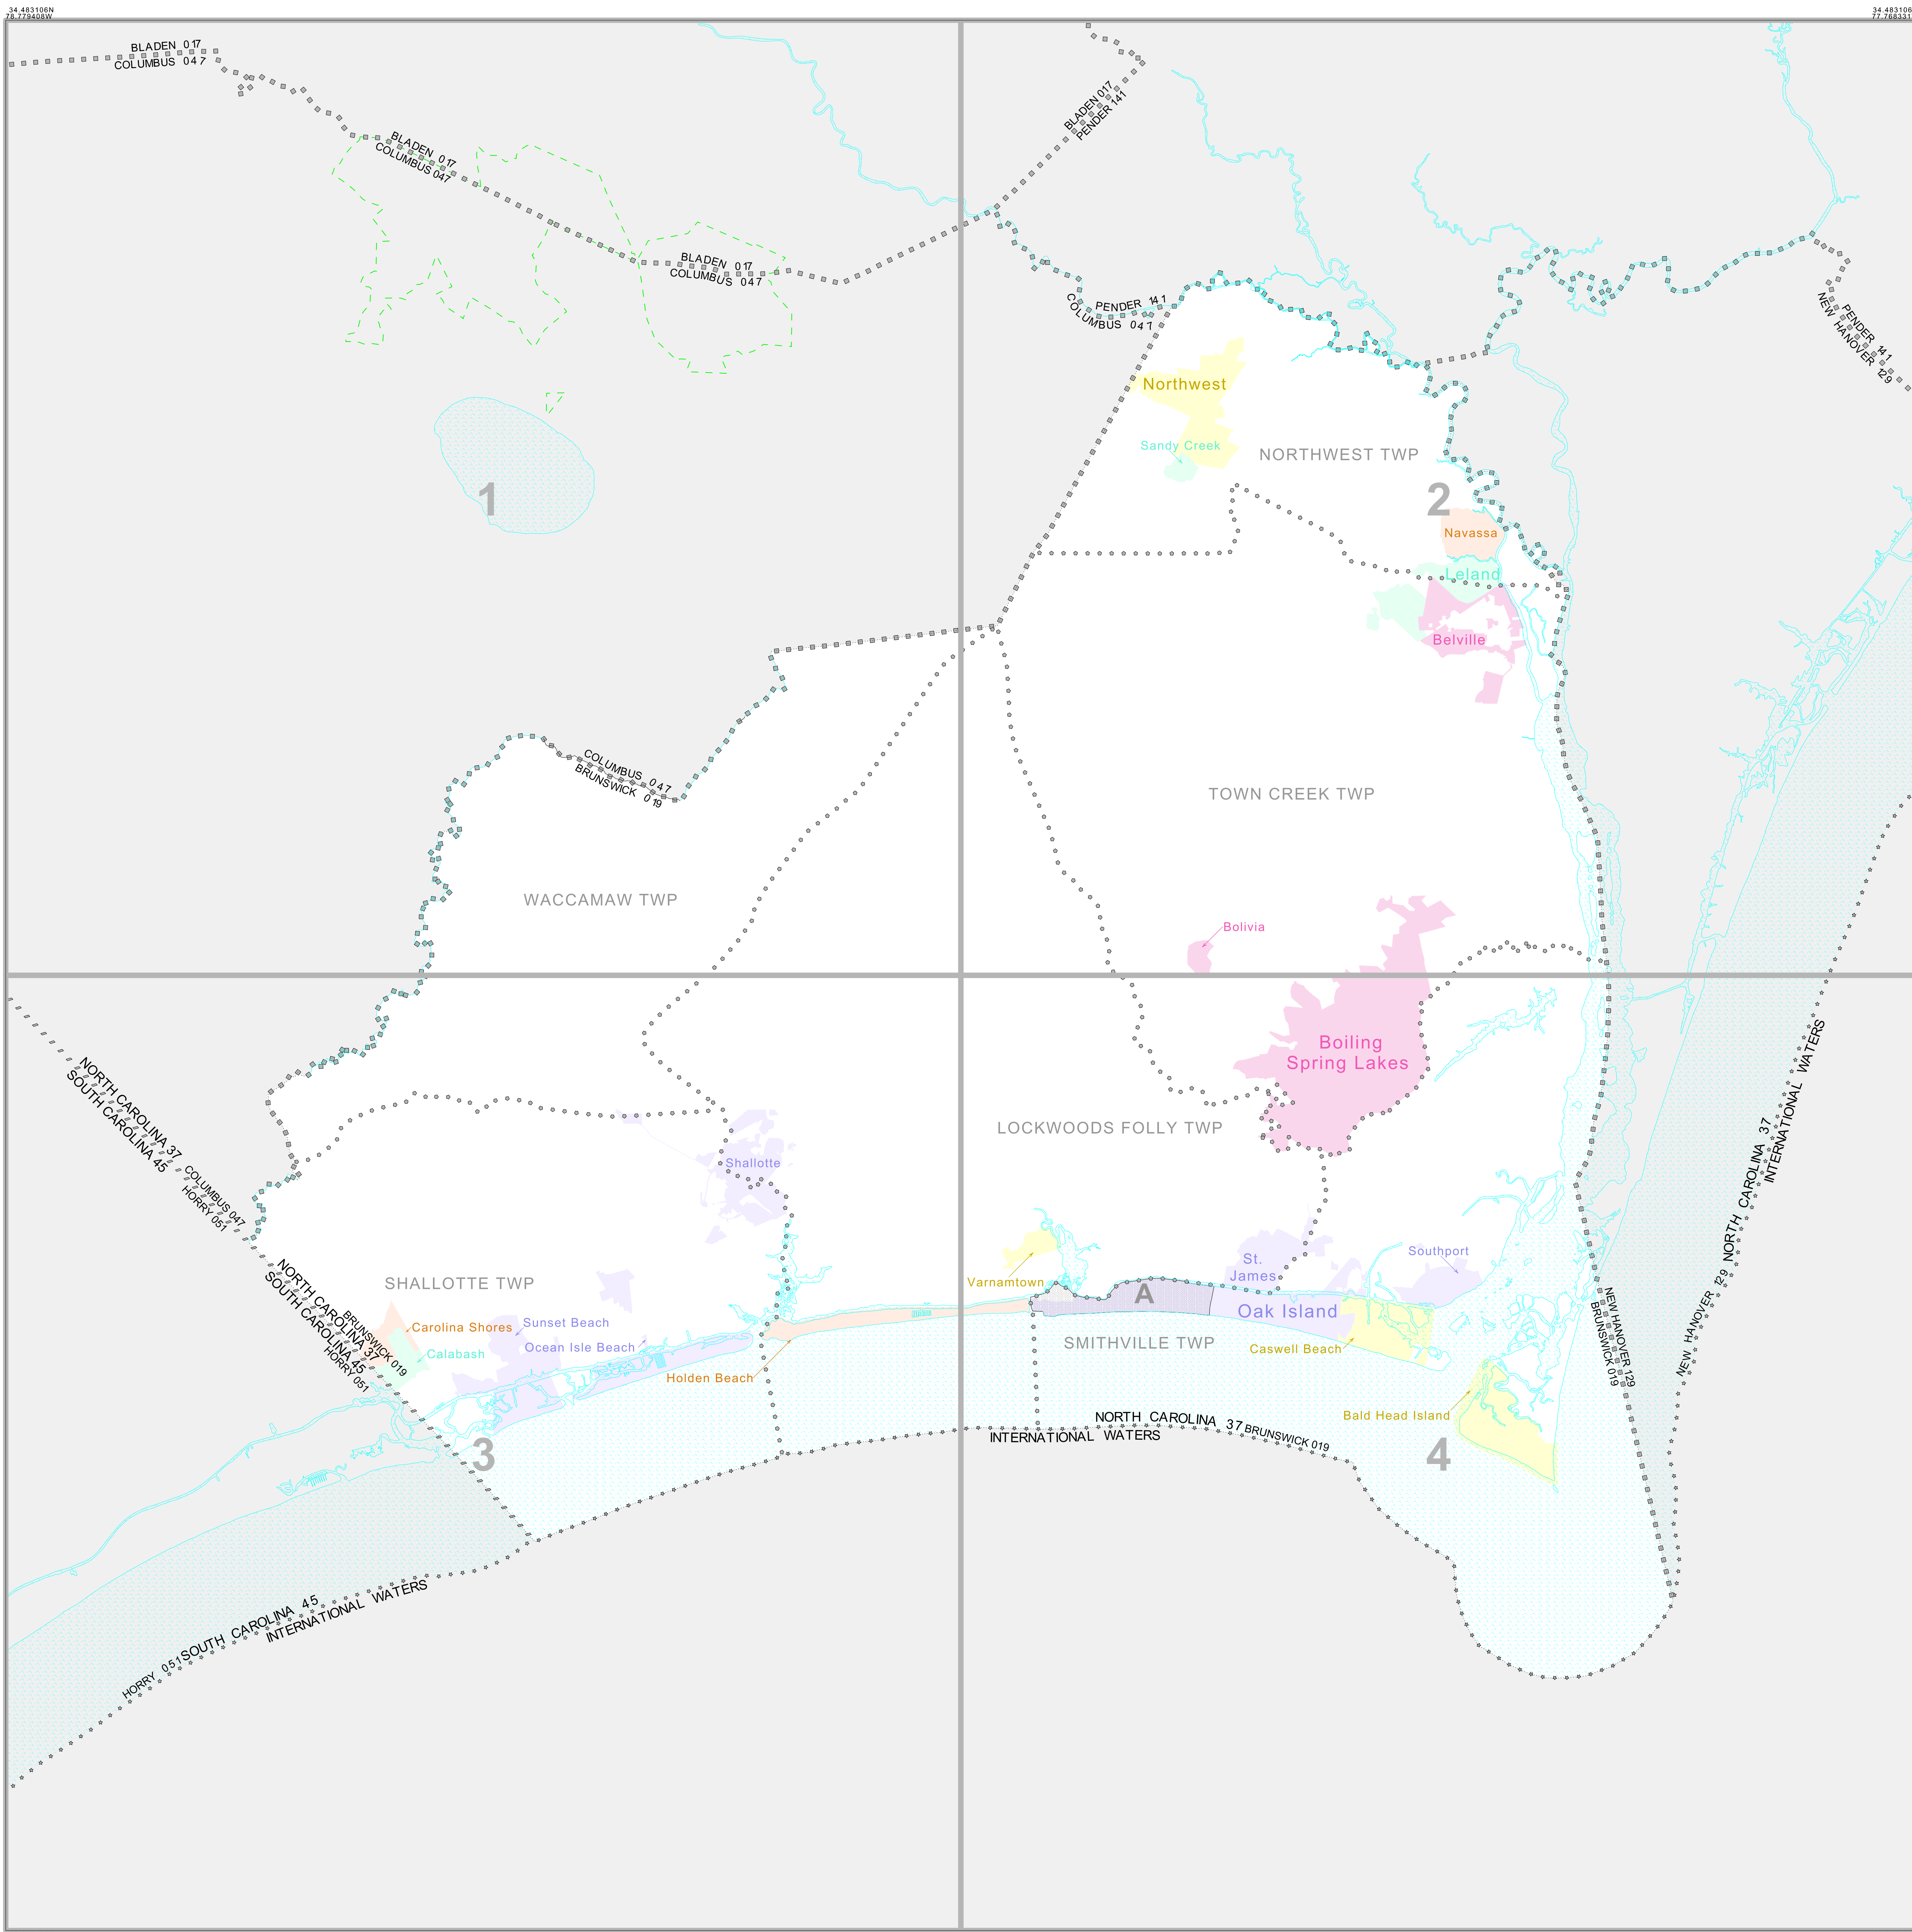 34.483106N
78.779408W
34.483106
77.768331
BLADEN 017
COLUMBUS 047
BLADEN 017
COLUMBUS 047
BLADEN 017
COLUMBUS 047
BLADEN 017
PENDER 141
PENDER 141
COLUMBUS 047
PENDER 141
NEW HANOVER 129
Northwest
Sandy Creek
NORTHWEST TWP
1
2
Navassa
Leland
Belville
COLUMBUS 047
BRUNSWICK 019
TOWN CREEK TWP
WACCAMAW TWP
Bolivia
Boiling
Spring Lakes
NORTH CAROLINA 37
SOUTH CAROLINA 45
COLUMBUS 047
HORRY 051
LOCKWOODS FOLLY TWP
Shallotte
NORTH CAROLINA 37
INTERNATIONAL WATERS
NEW HANOVER 129
SHALLOTTE TWP
Varnamtown
St.
James
Southport
A
Oak Island
NORTH CAROLINA 37
SOUTH CAROLINA 45
BRUNSWICK 019
HORRY 051
Carolina Shores
Calabash
Sunset Beach
Ocean Isle Beach
Holden Beach
SMITHVILLE TWP
Caswell Beach
NEW HANOVER 129
BRUNSWICK 019
Bald Head Island
NORTH CAROLINA 37
INTERNATIONAL WATERS
BRUNSWICK 019
3
4
HORRY 051
SOUTH CAROLINA 45
INTERNATIONAL WATERS